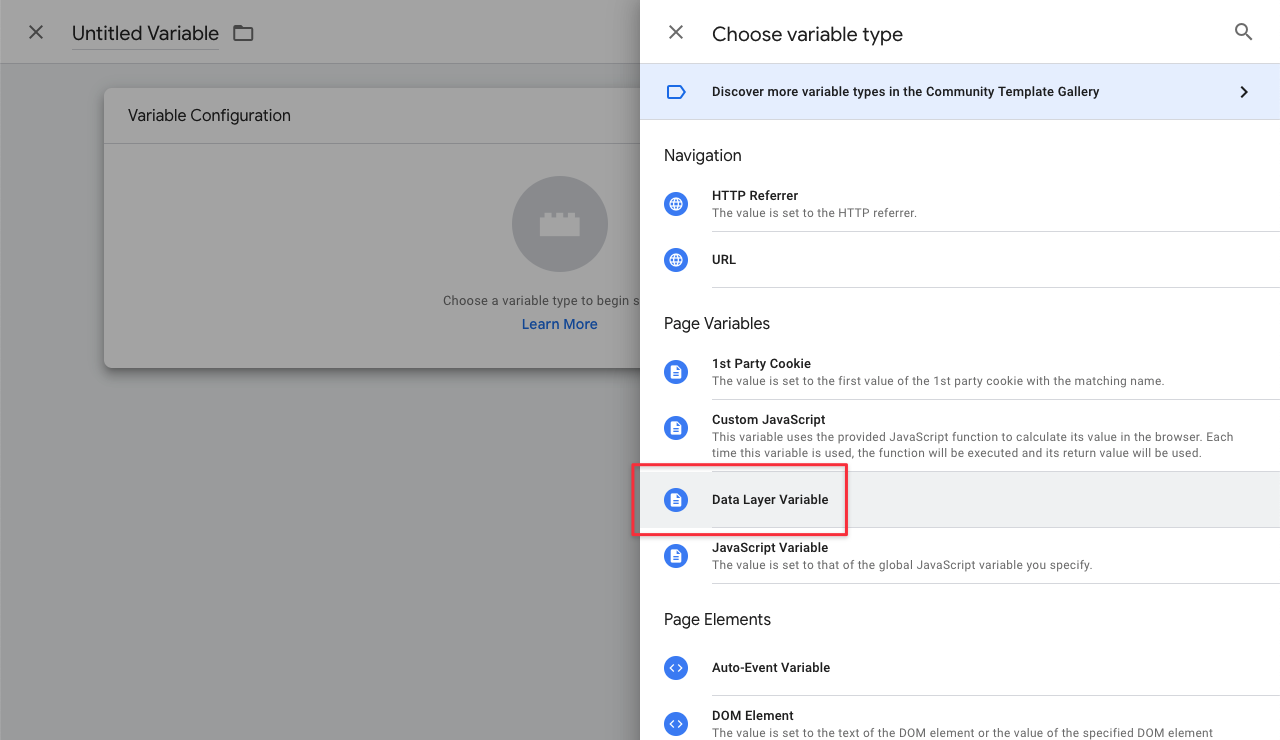 Untitled Variable
Variable Configuration
Choose a variable type to begin s
Learn More
Choose variable type
Discover more variable types in the Community Template Gallery
Navigation
HTTP Referrer
The value is set to the HTTP referrer.
URL
Page Variables
1st Party Cookie
The value is set to the first value of the 1st party cookie with the matching name.
Custom JavaScript
This variable uses the provided JavaScript function to calculate its value in the browser. Each
time this variable is used, the function will be executed and its return value will be used.
Data Layer Variable
JavaScript Variable
The value is set to that of the global JavaScript variable you specify.
Page Elements
Auto-Event Variable
DOM Element
The value is set to the text of the DOM element or the value of the specified DOM element